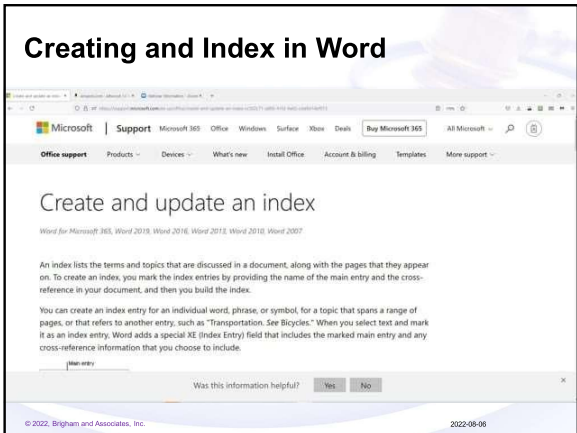 Creating and Index in Word
Microsoft | Support Microsoft 365 Office Windows Surface Xbox Deals Buy Microsoft 365 All Microsoft
Office support Products Devices What's new Install Office Account & billing Templates More support
Create and update an index
Word for Microsoft 365, Word 2019, Word 2016, Word 2013, Word 2010, Word 2007
An index lists the terms and topics that are discussed in a document, along with the pages that they appear
on. To create an index, you mark the index entries by providing the name of the main entry and the cross-
reference in your document, and then you build the index.
You can create an index entry for an individual word, phrase, or symbol, for a topic that spans a range of
pages, or that refers to another entry, such as "Transportation. See Bicycles." When you select text and mark
it as an index entry, Word adds a special XE (Index Entry) field that includes the marked main entry and any
cross-reference information that you choose to include.
Main entry
Was this information helpful? Yes No
© 2022, Brigham and Associates, Inc. 2022-08-06